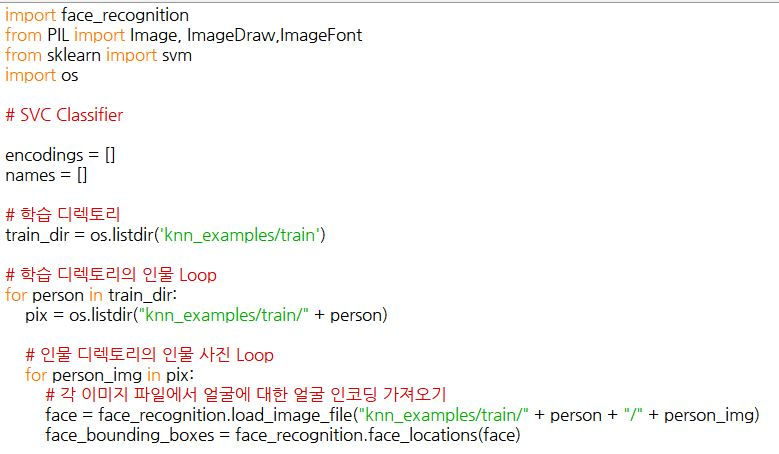 import face_recognition
from PIL import Image, ImageDraw,ImageFont
from sklearn import svm
import os
# SVC Classifier
encodings = []
names = []
# 학습 디렉토리
train_dir = os.listdir('knn_examples/train')
# 학습 디렉토리의 인물 Loop
for person in train_dir:
    pix = os.listdir("knn_examples/train/" + person)
    # 인물 디렉토리의 인물 사진 Loop
    for person_img in pix:
        # 각 이미지 파일에서 얼굴에 대한 얼굴 인코딩 가져오기
        face = face_recognition.load_image_file("knn_examples/train/" + person + "/" + person_img)
        face_bounding_boxes = face_recognition.face_locations(face)